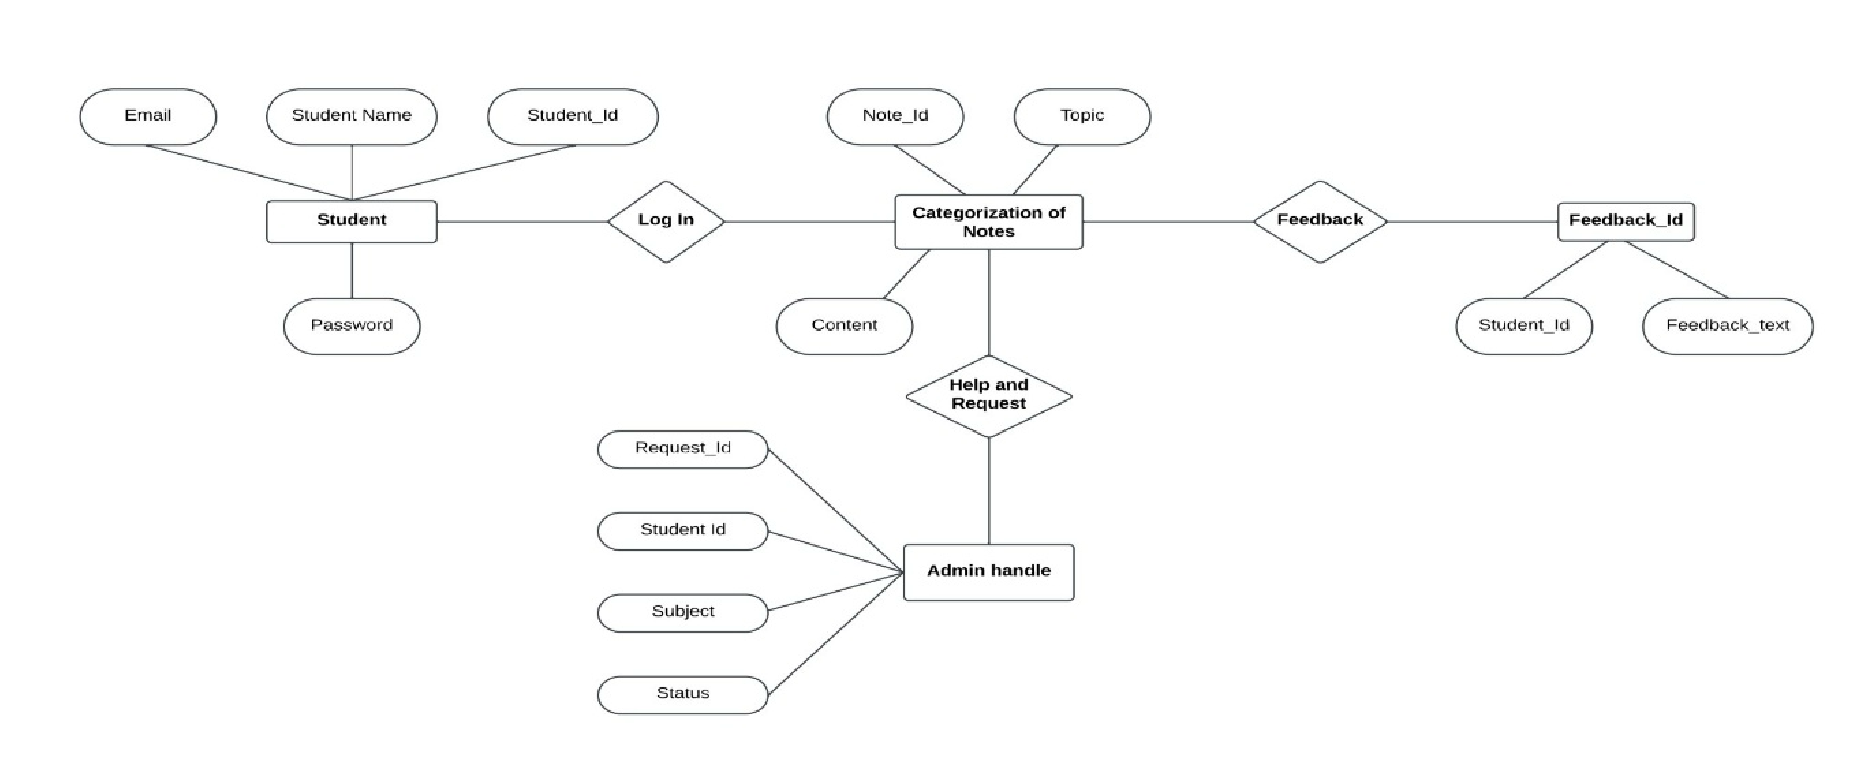 Email
Student Name
Student_Id
Note_Id
Topic
Student
Log In
Categorization of
Notes
Feedback
Feedback_Id
Password
Content
Student_Id
Feedback_text
Help and
Request
Request_Id
Student Id
Subject
Status
Admin handle